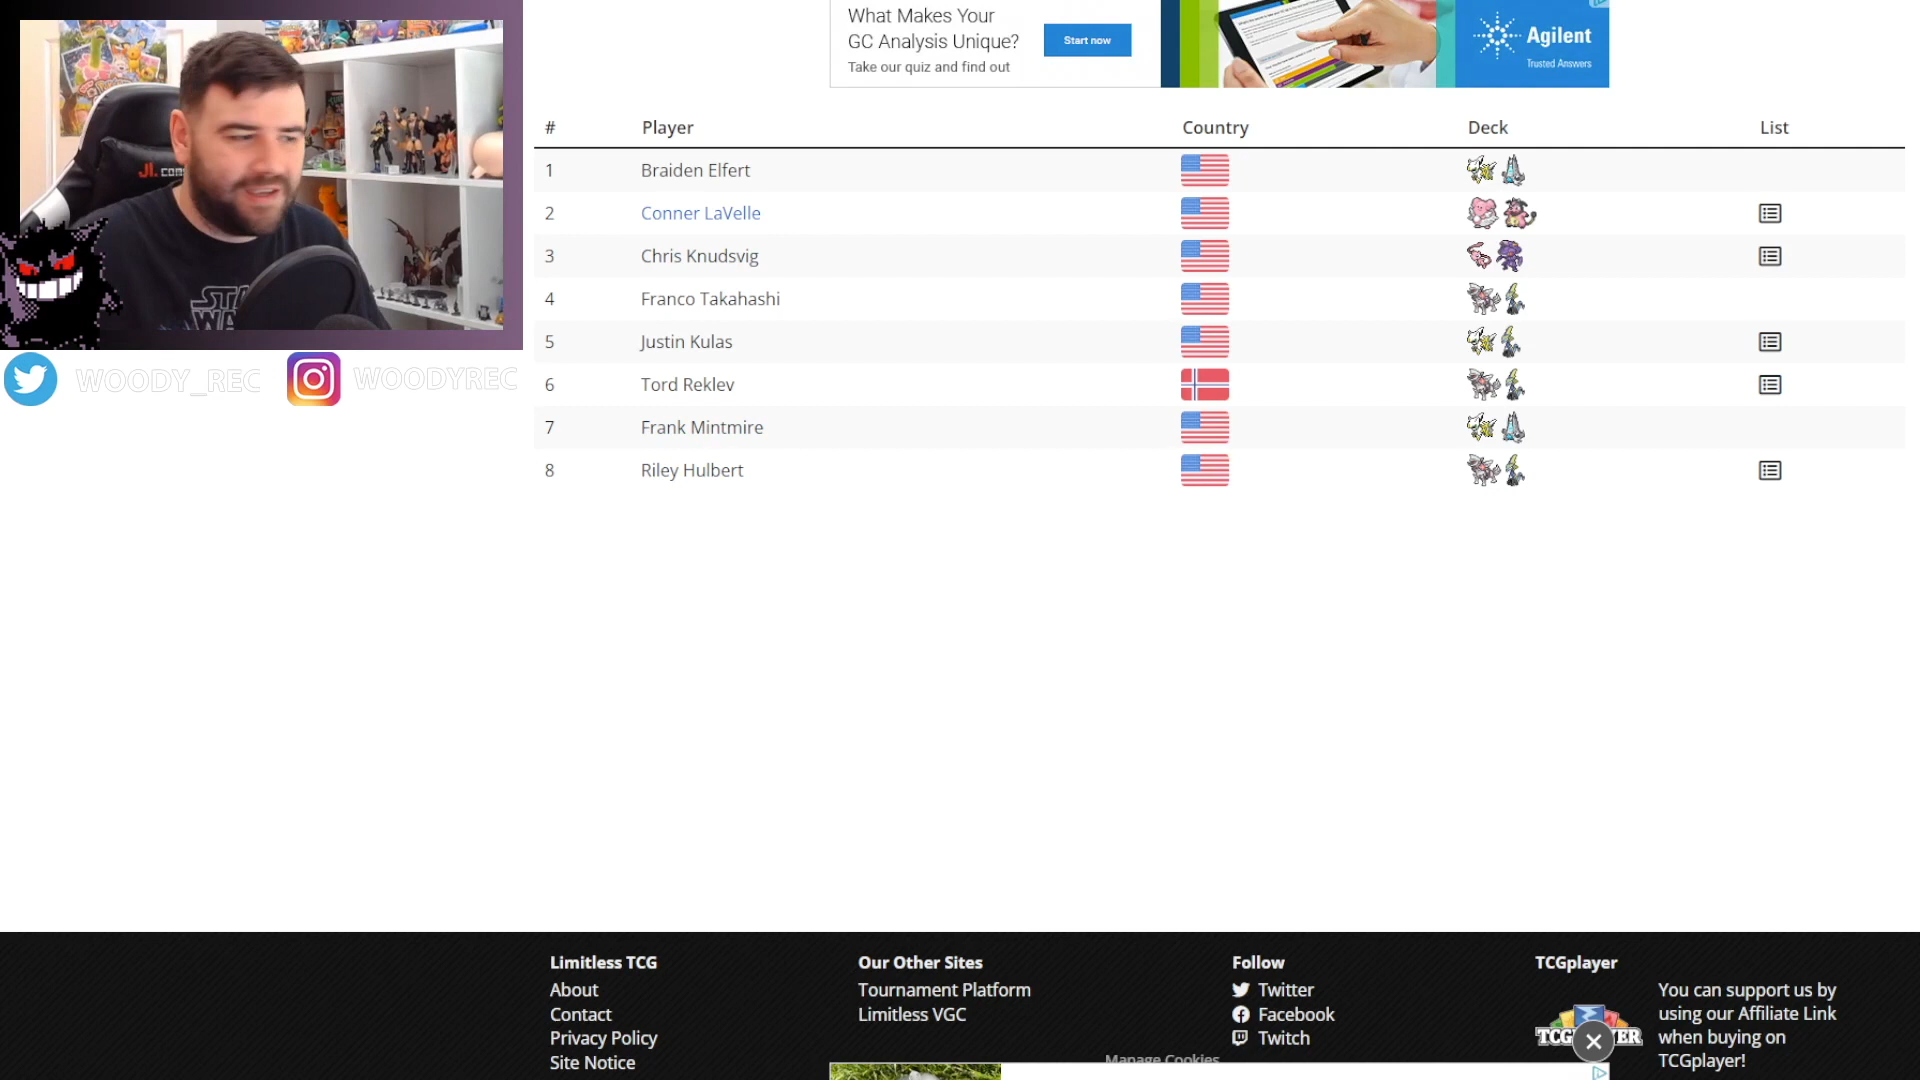 What Makes Your
GC Analysis Unique?
Take our quiz and find out
Start now
Agilent
Trusted Answers
# Player Country Deck List
1 Braiden Elfert
2 Conner LaVelle
3 Chris Knudsvig
4 Franco Takahashi
5 Justin Kulas
6 Tord Reklev
7 Frank Mintmire
8 Riley Hulbert
STAR
WOODY_REC
WOODYREC
Limitless TCG
About
Contact
Privacy Policy
Site Notice
Our Other Sites
Tournament Platform
Limitless VGC
Follow
Twitter
Facebook
Twitch
Manage Cookies
TCGplayer
You can support us by
using our Affiliate Link
when buying on
TCGplayer!